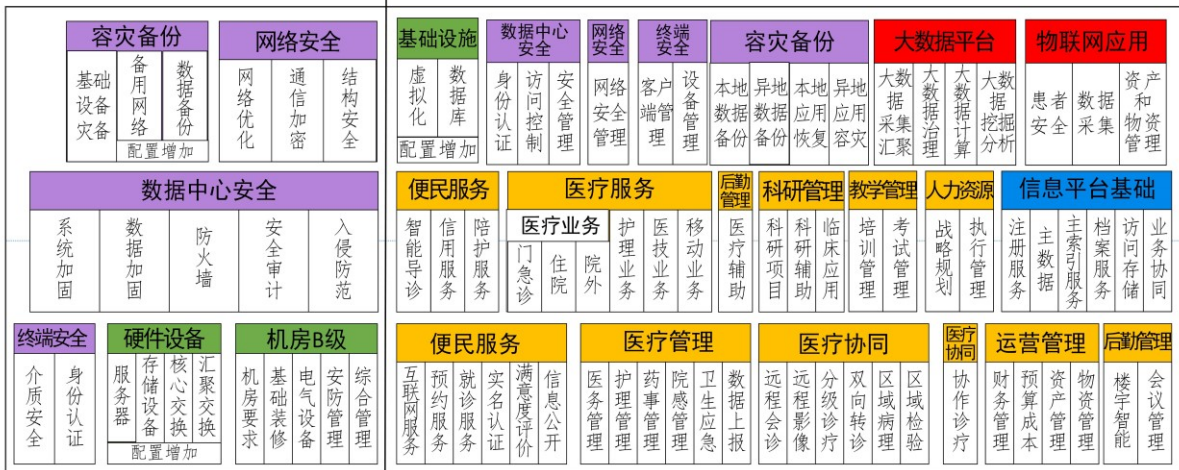 容灾备份
基础设备灾备
备用网络
数据备份
配置增加
网络安全
网络优化
通信加密
结构安全
基础设施
虚拟化
数据库
配置增加
数据中心安全
身份认证
访问控制
安全管理
网络安全
网络安全管理
终端安全
客户端管理
设备管理
容灾备份
本地数据备份
异地数据备份
本地应用恢复
异地应用容灾
大数据平台
大数据采集汇聚
大数据治理
大数据计算
大数据挖掘分析
物联网应用
患者安全
数据采集
资产和物资管理
数据中心安全
系统加固
数据加固
防火墙
安全审计
入侵防范
便民服务
智能导诊
信用服务
陪护服务
医疗服务
医疗业务
门急诊
住院
院外
护理业务
医技业务
移动业务
后勤管理
医疗辅助
科研管理
科研项目
科研辅助
临床应用
教学管理
培训管理
考试管理
人力资源
战略规划
执行管理
信息平台基础
注册服务
主数据
主索引服务
档案服务
访问存储
业务协同
终端安全
介质安全
身份认证
硬件设备
服务器
存储设备
核心交换
汇聚交换
配置增加
机房B级
机房要求
基础装修
电气设备
安防管理
综合管理
便民服务
互联网服务
预约服务
就诊服务
实名认证
满意度评价
信息公开
医疗管理
医务管理
护理管理
药事管理
院感管理
卫生应急
数据上报
医疗协同
远程会诊
远程影像
分级诊疗
双向转诊
区域病理
区域检验
医疗协同
协作诊疗
运营管理
财务管理
预算成本
资产管理
物资管理
后勤管理
楼宇智能
会议管理